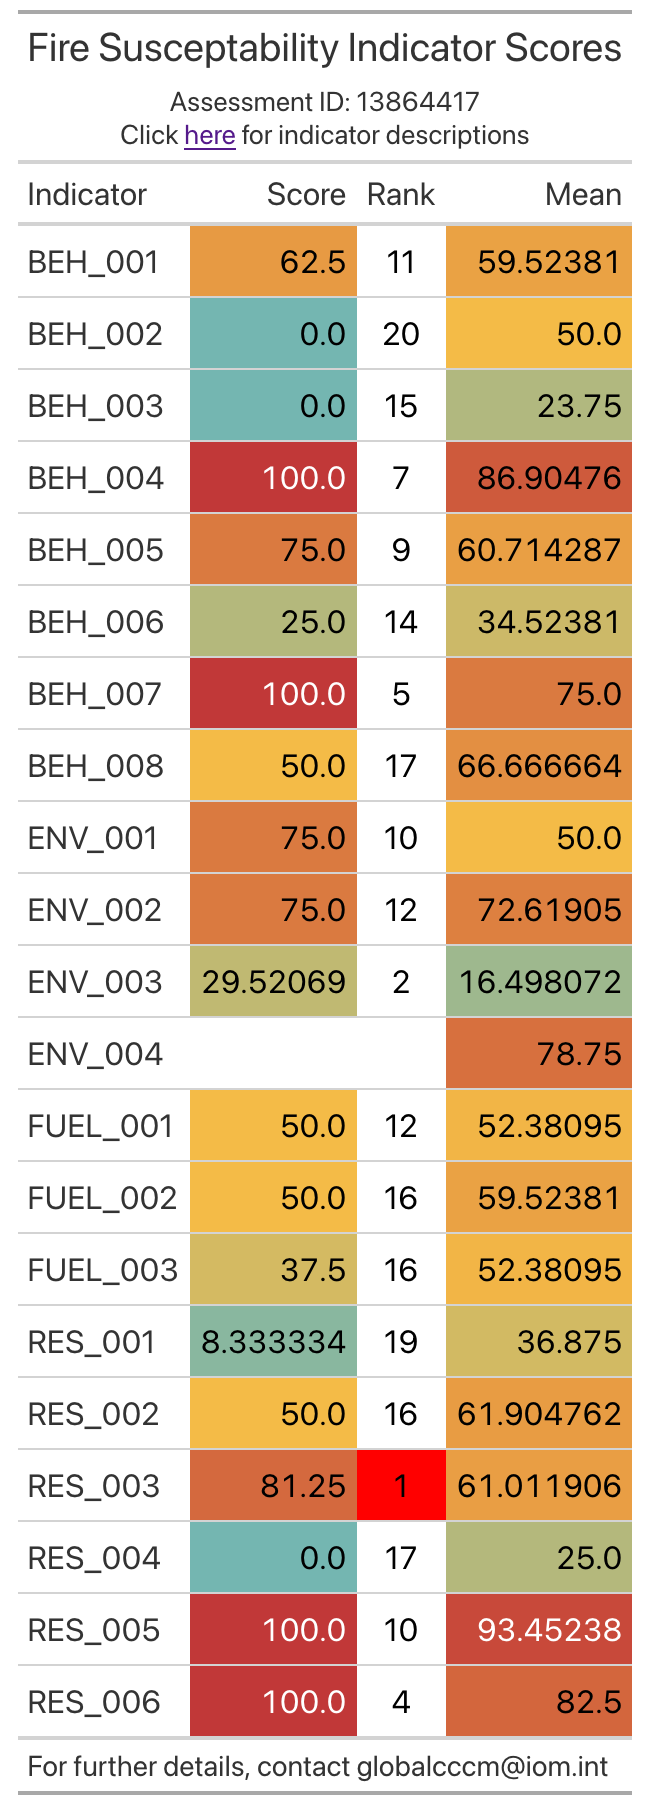 Fire Susceptability Indicator Scores
Assessment ID: 13864417
Click here for indicator descriptions
Indicator Score Rank Mean
BEH_001 62.5 11 59.52381
BEH_002 0.0 20 50.0
BEH_003 0.0 15 23.75
BEH_004 100.0 7 86.90476
BEH_005 75.0 9 60.714287
BEH_006 25.0 14 34.52381
BEH_007 100.0 5 75.0
BEH_008 50.0 17 66.666664
ENV_001 75.0 10 50.0
ENV_002 75.0 12 72.61905
ENV_003 29.52069 2 16.498072
ENV_004 78.75
FUEL_001 50.0 12 52.38095
FUEL_002 50.0 16 59.52381
FUEL_003 37.5 16 52.38095
RES_001 8.333334 19 36.875
RES_002 50.0 16 61.904762
RES_003 81.25 1 61.011906
RES_004 0.0 17 25.0
RES_005 100.0 10 93.45238
RES_006 100.0 4 82.5
For further details, contact globalcccm@iom.int